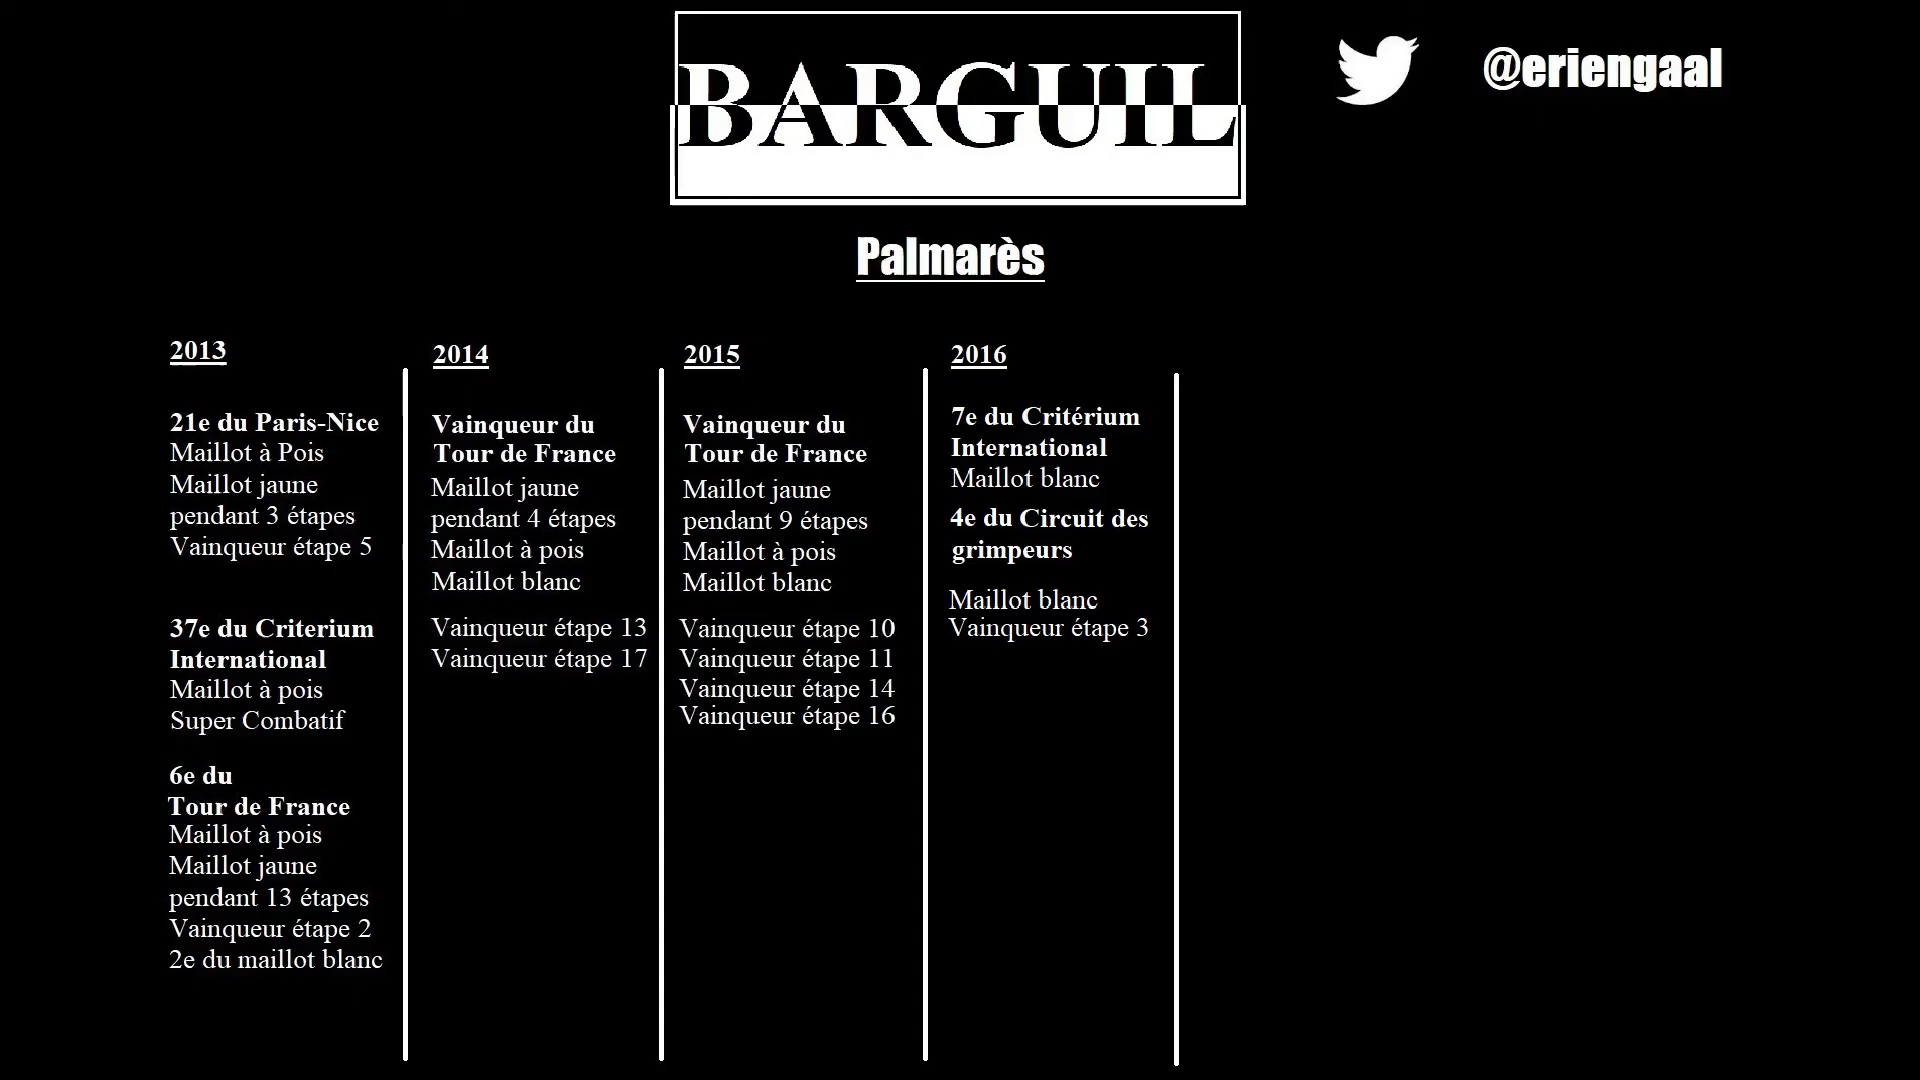 BARGUIL
@eriengaal
Palmarès
2013
21e du Paris-Nice
Maillot à Pois
Maillot jaune
pendant 3 étapes
Vainqueur étape 5
37e du Criterium
International
Maillot à pois
Super Combatif
6e du
Tour de France
Maillot à pois
Maillot jaune
pendant 13 étapes
Vainqueur étape 2
2e du maillot blanc
2014
Vainqueur du
Tour de France
Maillot jaune
pendant 4 étapes
Maillot à pois
Maillot blanc
Vainqueur étape 13
Vainqueur étape 17
2015
Vainqueur du
Tour de France
Maillot jaune
pendant 9 étapes
Maillot à pois
Maillot blanc
Vainqueur étape 10
Vainqueur étape 11
Vainqueur étape 14
Vainqueur étape 16
2016
7e du Critérium
International
Maillot blanc
4e du Circuit des
grimpeurs
Maillot blanc
Vainqueur étape 3